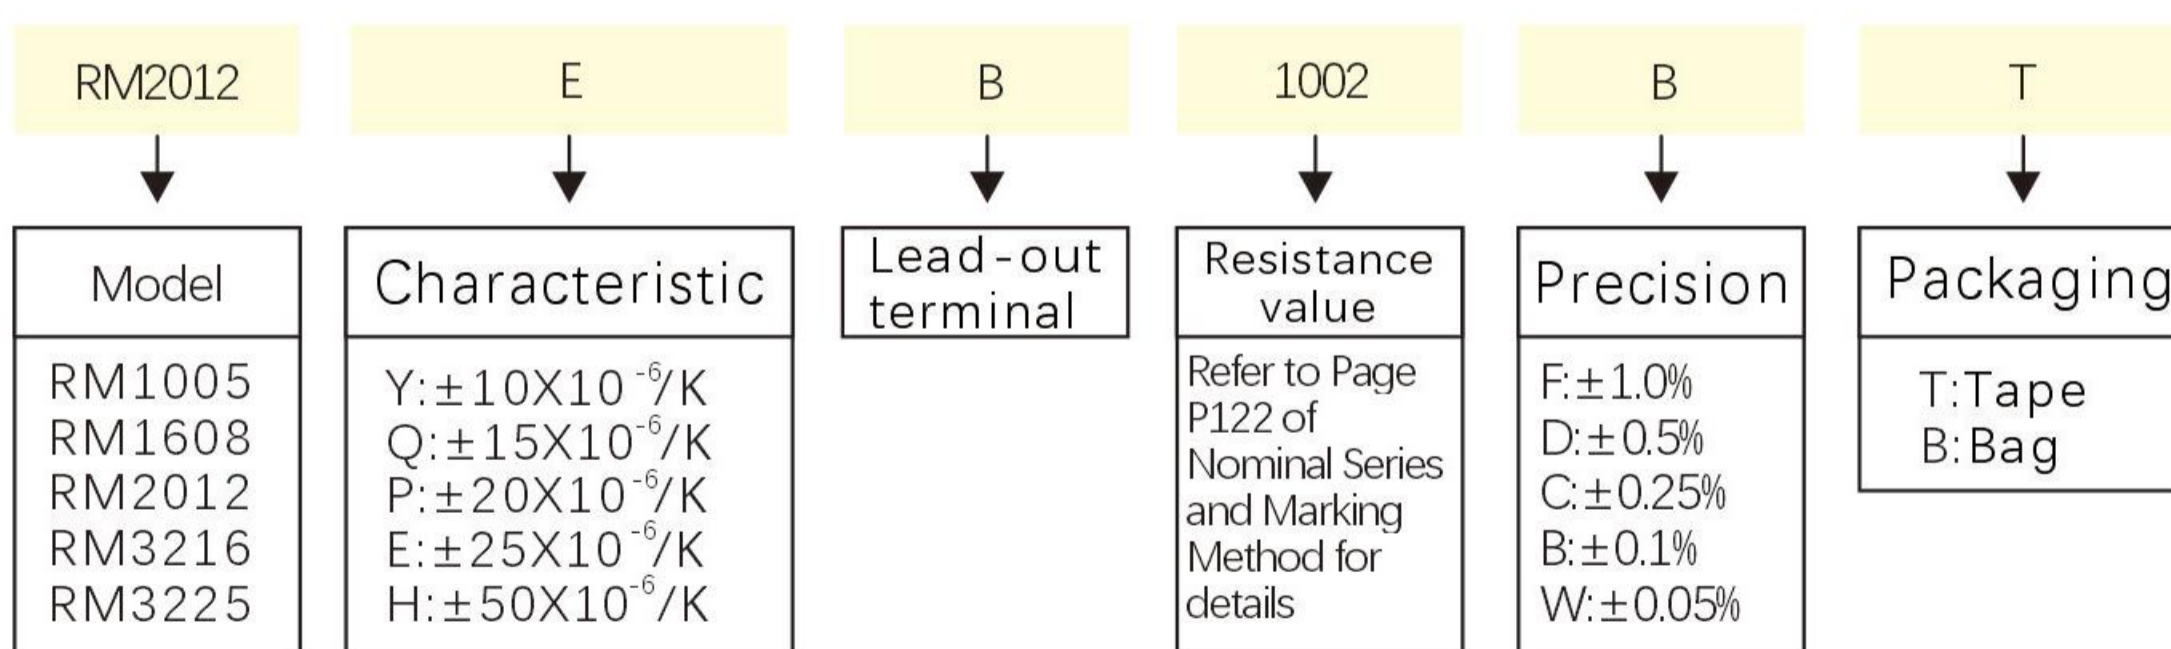 RM2012 E B 1002 B T
Model
RM1005
RM1608
RM2012
RM3216
RM3225
Characteristic
Y:±10X10⁻⁶/K
Q:±15X10⁻⁶/K
P:±20X10⁻⁶/K
E:±25X10⁻⁶/K
H:±50X10⁻⁶/K
Lead-out
terminal
Resistance
value
Refer to Page
P122 of
Nominal Series
and Marking
Method for
details
Precision
F:±1.0%
D:±0.5%
C:±0.25%
B:±0.1%
W:±0.05%
Packaging
T:Tape
B:Bag